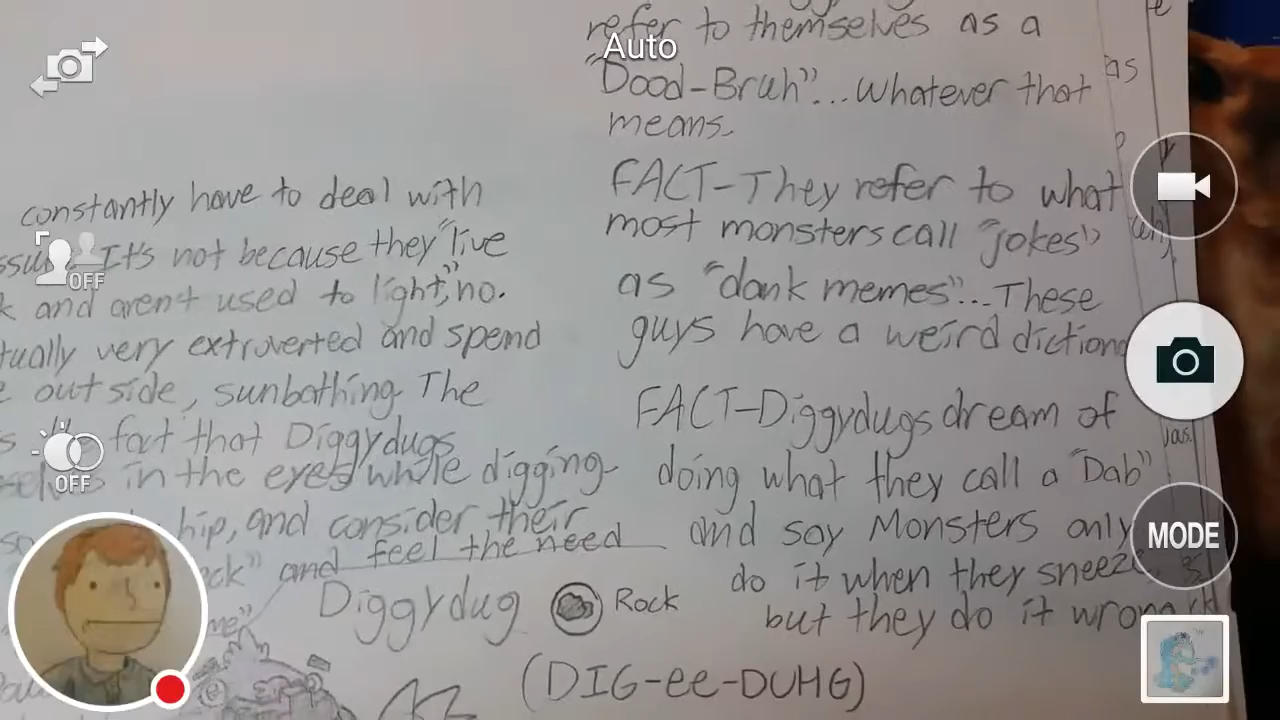 refer to themselves as a
"Dood-Bruh"...whatever that
means.
FACT-They refer to what
most monsters call "jokes"
as "dank memes"...These
guys have a weird diction
FACT-Diggydugs dream of
doing what they call a "Dab"
and say Monsters only
do it when they sneeze
but they do it wrong
constantly have to deal with
It's not because they "live
and aren't used to light," no.
very extroverted and spend
outside, sunbathing. The
fact that Diggydugs
in the eyes while digging
hip, and consider their
and feel the need
Diggydug
Rock
(DIG-ee-DUHG)
as
Auto
OFF
OFF
MODE